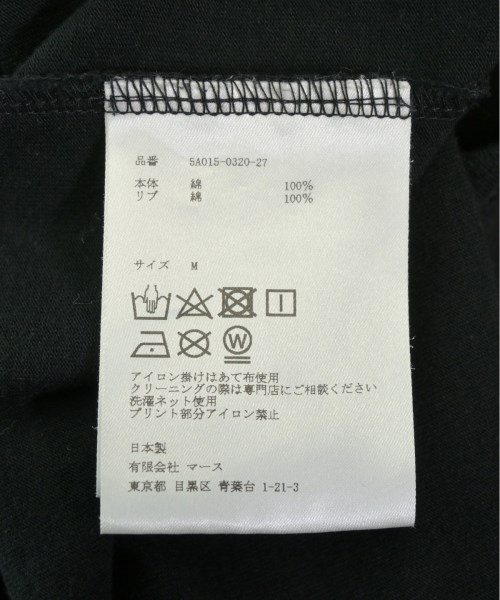 品番 5A015-0320-27
本体 綿 100%
リブ 綿 100%
サイズ M
W
アイロン掛けはあて布使用
クリーニングの際は専門店にご相談ください
洗濯ネット使用
プリント部分アイロン禁止
日本製
有限会社 マース
東京都 目黒区 青葉台 1-21-3